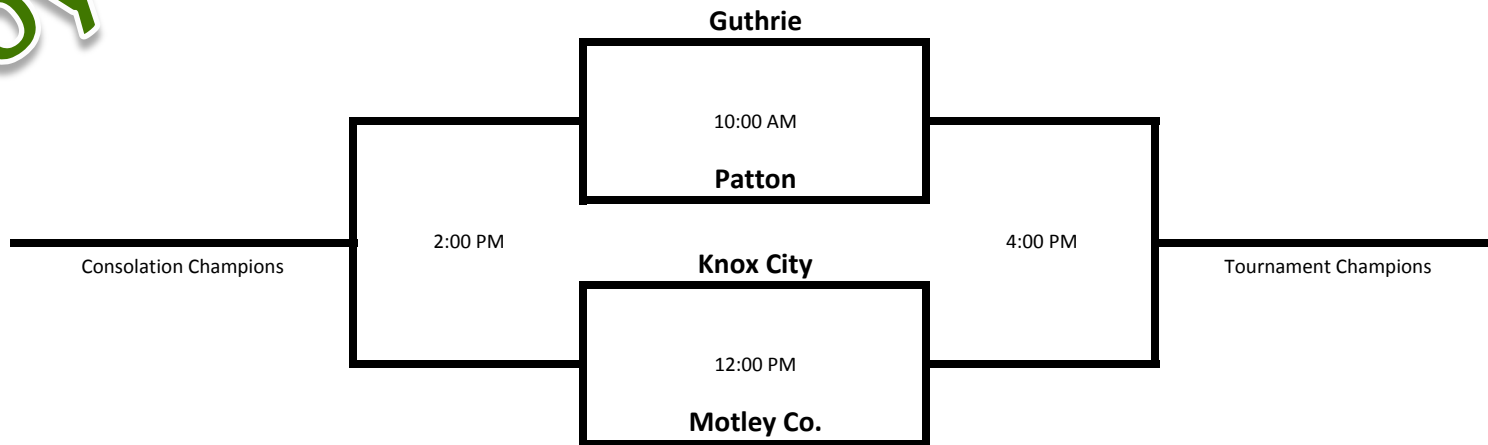 Guthrie
10:00 AM
Patton
2:00 PM
4:00 PM
Knox City
Consolation Champions
Tournament Champions
12:00 PM
Motley Co.